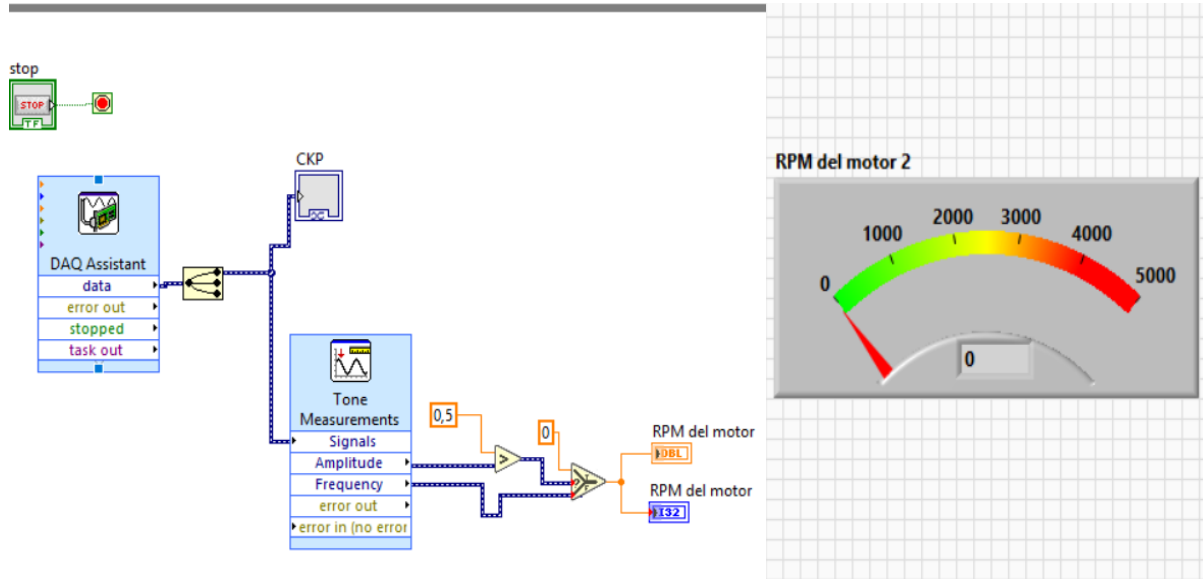 stop
STOP
TF
CKP
DAQ Assistant
data
error out
stopped
task out
Tone
Measurements
Signals
Amplitude
Frequency
error out
error in (no error
0,5
>
0
RPM del motor
DBL
RPM del motor
I32
RPM del motor 2
0
1000
2000
3000
4000
5000
0